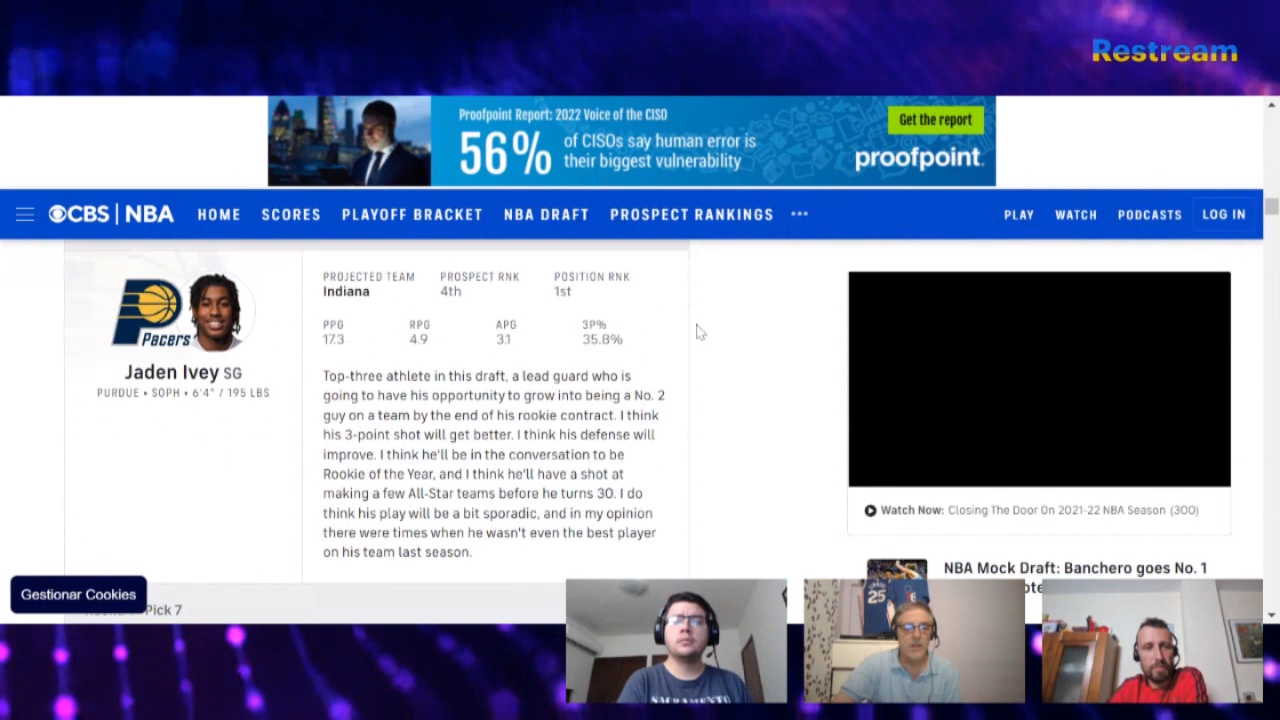 Restream
Proofpoint Report: 2022 Voice of the CISO
56% of CISOs say human error is
their biggest vulnerability
Get the report
proofpoint.
CBS | NBA HOME SCORES PLAYOFF BRACKET NBA DRAFT PROSPECT RANKINGS ••• PLAY WATCH PODCASTS LOG IN
Pacers
Jaden Ivey SG
PURDUE • SOPH • 6'4" / 195 LBS
PROJECTED TEAM PROSPECT RNK POSITION RNK
Indiana 4th 1st
PPG RPG APG 3P%
17.3 4.9 3.1 35.8%
Top-three athlete in this draft, a lead guard who is
going to have his opportunity to grow into being a No. 2
guy on a team by the end of his rookie contract. I think
his 3-point shot will get better. I think his defense will
improve. I think he'll be in the conversation to be
Rookie of the Year, and I think he'll have a shot at
making a few All-Star teams before he turns 30. I do
think his play will be a bit sporadic, and in my opinion
there were times when he wasn't even the best player
on his team last season.
Watch Now: Closing The Door On 2021-22 NBA Season (300)
NBA Mock Draft: Banchero goes No. 1
Gestionar Cookies
Pick 7
25
SACRAMENTO